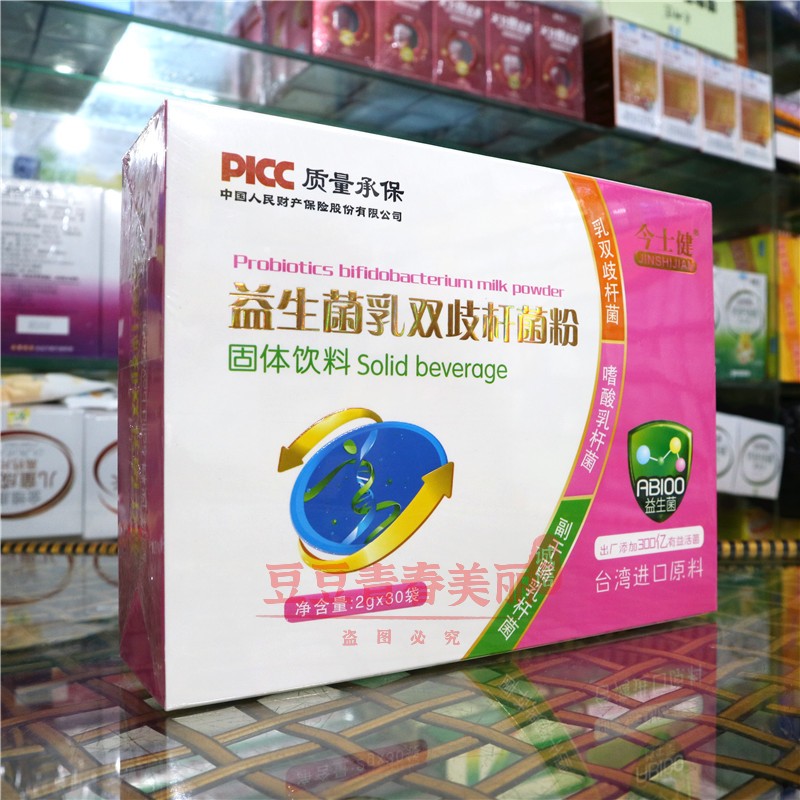 PICC 质量承保
中国人民财产保险股份有限公司
Probiotics bifidobacterium milk powder
益生菌乳双歧杆菌粉
固体饮料 Solid beverage
净含量:2gx30袋
乳双歧杆菌
嗜酸乳杆菌
副干酪乳杆菌
今士健®
JINSHIJIAN
AB100
益生菌
出厂添加300亿有益活菌
台湾进口原料
豆豆青春美丽
盗图必究